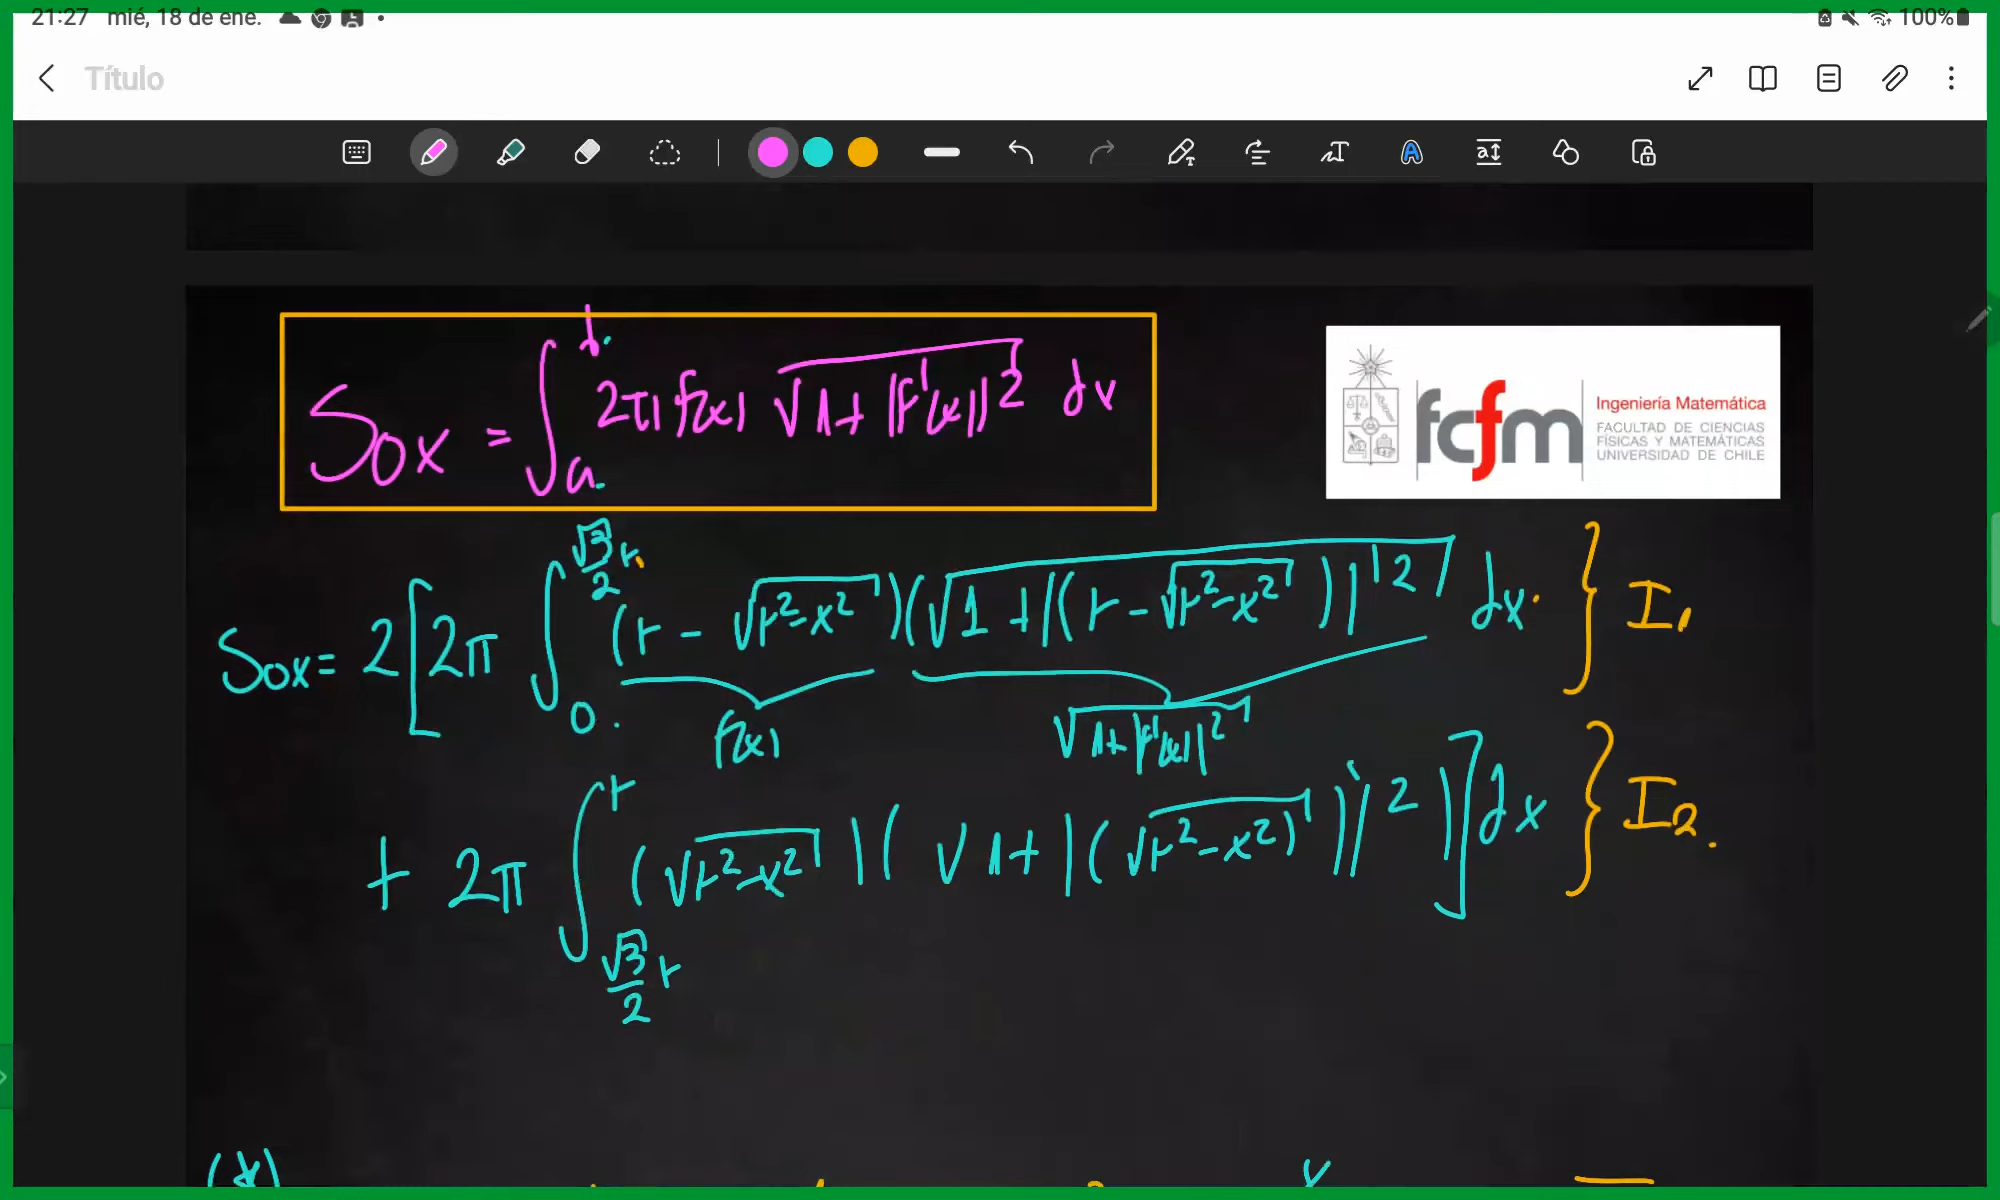 21:27 mié, 18 de ene. 100%
Título
Sox = ∫_a^b 2π f(x) √(1+|f'(x)|²) dx
fcfm
Ingeniería Matemática
FACULTAD DE CIENCIAS
FÍSICAS Y MATEMÁTICAS
UNIVERSIDAD DE CHILE
Sox = 2[2π ∫_0^{√3/2 r} (r - √(r²-x²))(√(1+|(r-√(r²-x²))'|²) dx } I₁
f(x) √(1+|f'(x)|²)
+ 2π ∫_{√3/2 r}^r (√(r²-x²))(√1+|(√(r²-x²))'|²)] dx } I₂.
(*)